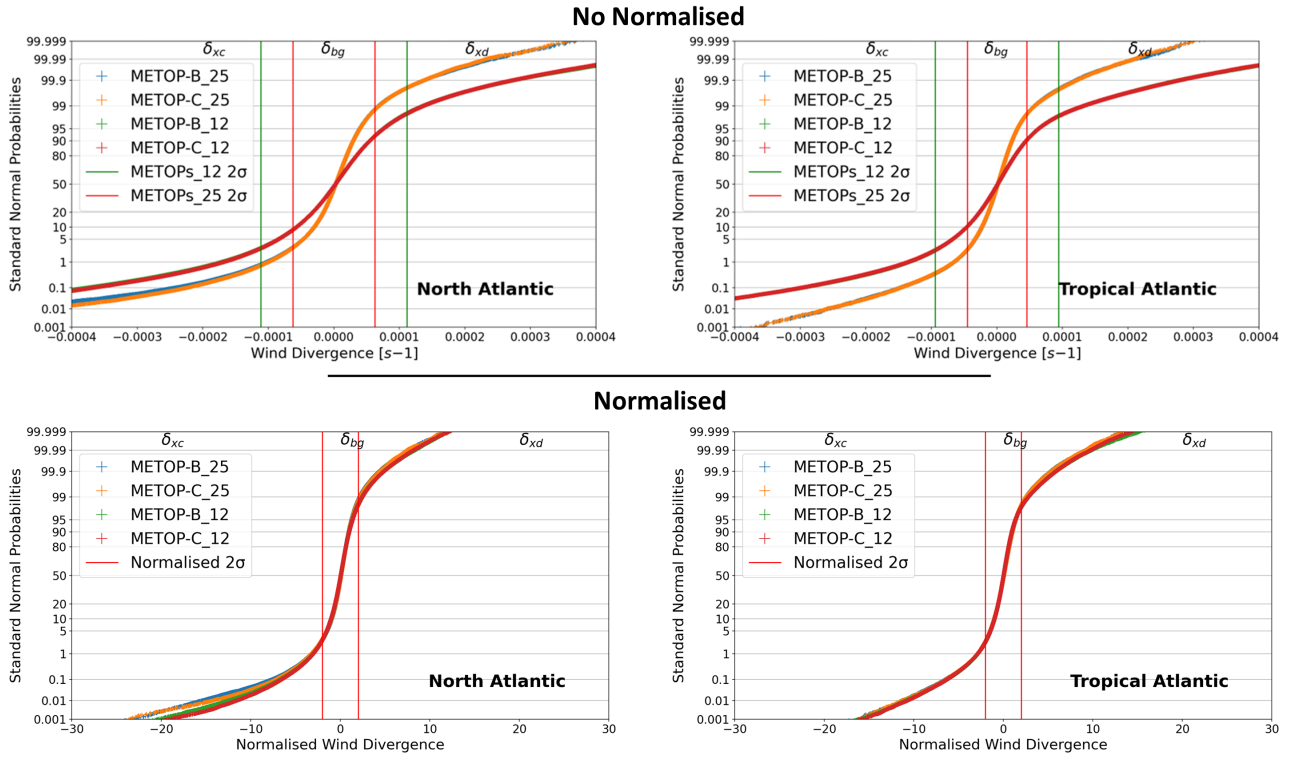 No Normalised
δxc δbg δxd
99.999
99.99
99.9
99
95
90
80
50
20
10
5
1
0.1
0.01
0.001
Standard Normal Probabilities
METOP-B_25
METOP-C_25
METOP-B_12
METOP-C_12
METOPs_12 2σ
METOPs_25 2σ
North Atlantic
−0.0004 −0.0003 −0.0002 −0.0001 0.0000 0.0001 0.0002 0.0003 0.0004
Wind Divergence [s−1]
δxc δbg δxd
99.999
99.99
99.9
99
95
90
80
50
20
10
5
1
0.1
0.01
0.001
Standard Normal Probabilities
METOP-B_25
METOP-C_25
METOP-B_12
METOP-C_12
METOPs_12 2σ
METOPs_25 2σ
Tropical Atlantic
−0.0004 −0.0003 −0.0002 −0.0001 0.0000 0.0001 0.0002 0.0003 0.0004
Wind Divergence [s−1]
Normalised
δxc δbg δxd
99.999
99.99
99.9
99
95
90
80
50
20
10
5
1
0.1
0.01
0.001
Standard Normal Probabilities
METOP-B_25
METOP-C_25
METOP-B_12
METOP-C_12
Normalised 2σ
North Atlantic
−30 −20 −10 0 10 20 30
Normalised Wind Divergence
δxc δbg δxd
99.999
99.99
99.9
99
95
90
80
50
20
10
5
1
0.1
0.01
0.001
Standard Normal Probabilities
METOP-B_25
METOP-C_25
METOP-B_12
METOP-C_12
Normalised 2σ
Tropical Atlantic
−30 −20 −10 0 10 20 30
Normalised Wind Divergence